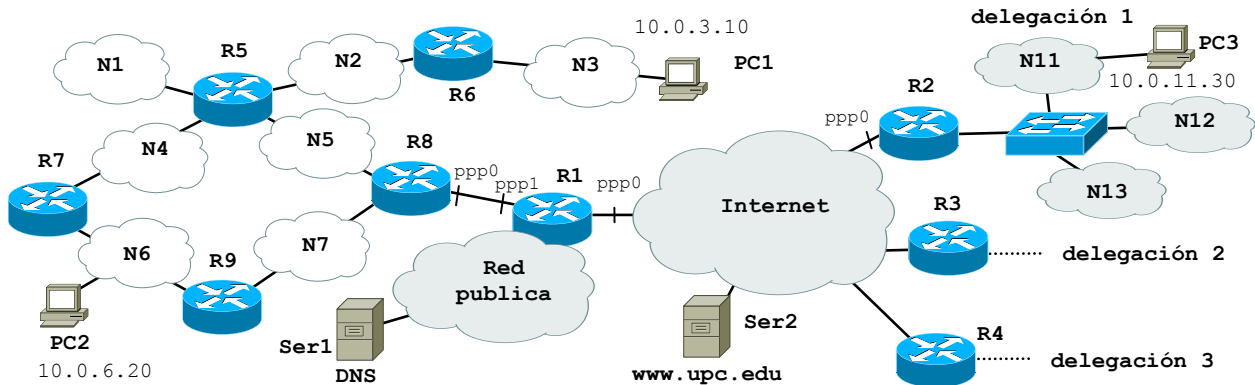 10.0.3.10
delegación 1
R5
N1
N2
R6
N3
PC1
N11
PC3
10.0.11.30
R2
ppp0
N12
N4
N5
R7
R8
ppp0
ppp1
R1
ppp0
Internet
N13
R3
delegación 2
N6
R9
N7
Red
publica
PC2
10.0.6.20
Ser1
DNS
Ser2
www.upc.edu
R4
delegación 3